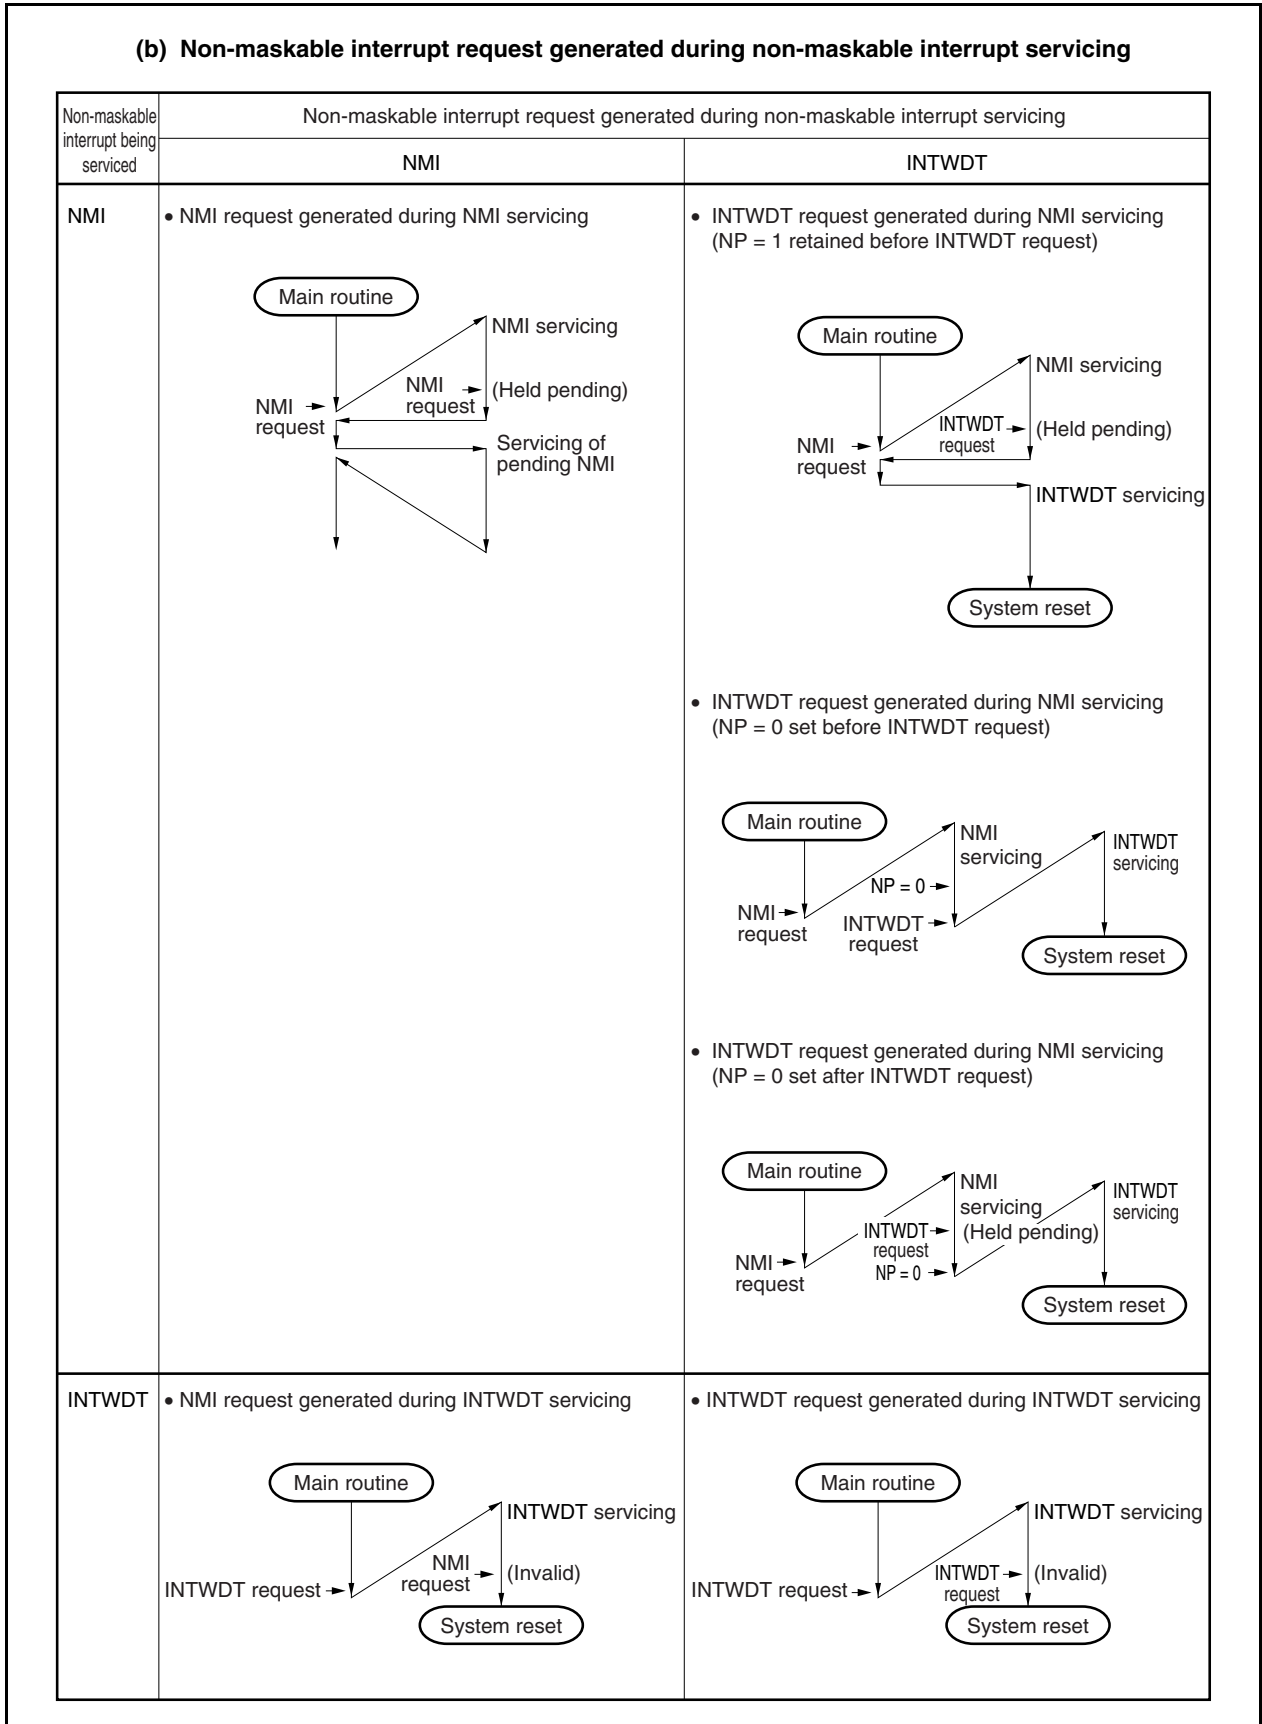 (b) Non-maskable interrupt request generated during non-maskable interrupt servicing
Non-maskable
interrupt being
serviced
Non-maskable interrupt request generated during non-maskable interrupt servicing
NMI
INTWDT
NMI
• NMI request generated during NMI servicing
Main routine
NMI servicing
NMI
request
(Held pending)
NMI
request
Servicing of
pending NMI
• INTWDT request generated during NMI servicing
(NP = 1 retained before INTWDT request)
Main routine
NMI servicing
INTWDT
request
(Held pending)
NMI
request
INTWDT servicing
System reset
• INTWDT request generated during NMI servicing
(NP = 0 set before INTWDT request)
Main routine
NMI
servicing
INTWDT
servicing
NP = 0
NMI
request
INTWDT
request
System reset
• INTWDT request generated during NMI servicing
(NP = 0 set after INTWDT request)
Main routine
NMI
servicing
(Held pending)
INTWDT
servicing
INTWDT
request
NMI
request
NP = 0
System reset
INTWDT
• NMI request generated during INTWDT servicing
Main routine
INTWDT servicing
NMI
request
(Invalid)
INTWDT request
System reset
• INTWDT request generated during INTWDT servicing
Main routine
INTWDT servicing
INTWDT
request
(Invalid)
INTWDT request
System reset